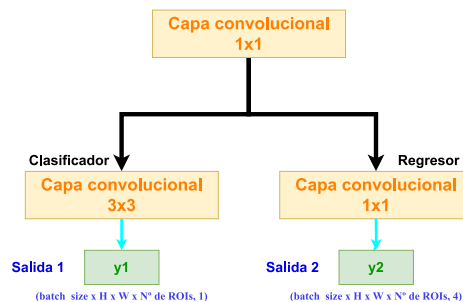 Capa convolucional
1x1
Clasificador
Regresor
Capa convolucional
3x3
Capa convolucional
1x1
Salida 1
y1
Salida 2
y2
(batch size x H x W x Nº de ROIs, 1)
(batch size x H x W x Nº de ROIs, 4)